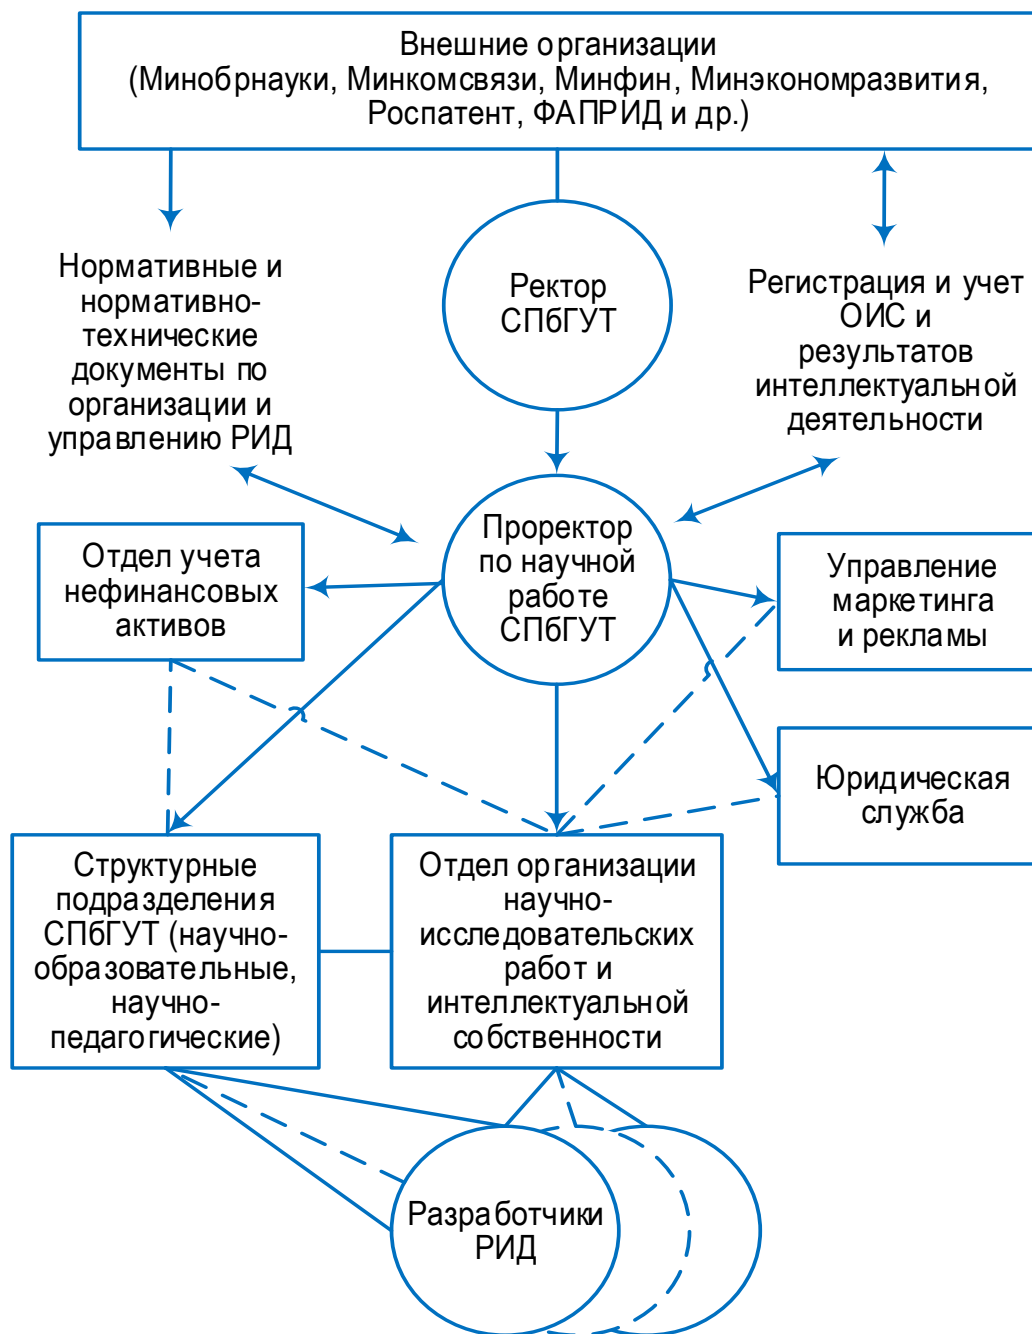 Внешние организации
(Минобрнауки, Минкомсвязи, Минфин, Минэкономразвития,
Роспатент, ФАПРИД и др.)
Нормативные и
нормативно-
технические
документы по
организации и
управлению РИД
Ректор
СПбГУТ
Регистрация и учет
ОИС и
результатов
интеллектуальной
деятельности
Отдел учета
нефинансовых
активов
Проректор
по научной
работе
СПбГУТ
Управление
маркетинга
и рекламы
Юридическая
служба
Структурные
подразделения
СПбГУТ (научно-
образовательные,
научно-
педагогические)
Отдел организации
научно-
исследовательских
работ и
интеллектуальной
собственности
Разработчики
РИД